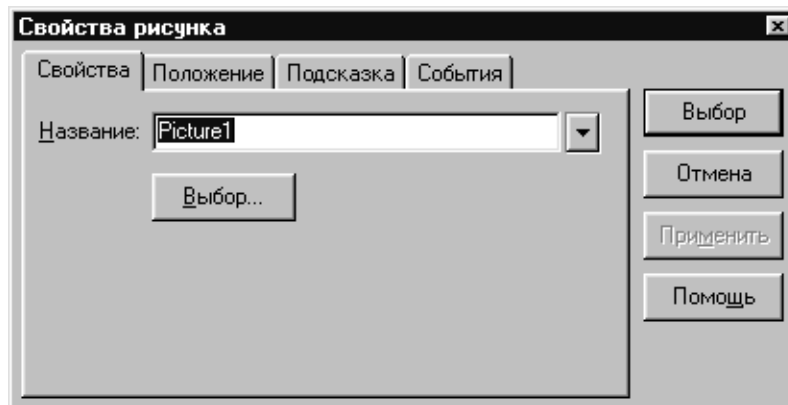 Свойства рисунка
Свойства Положение Подсказка События
Название: Picture1
Выбор...
Выбор
Отмена
Применить
Помощь